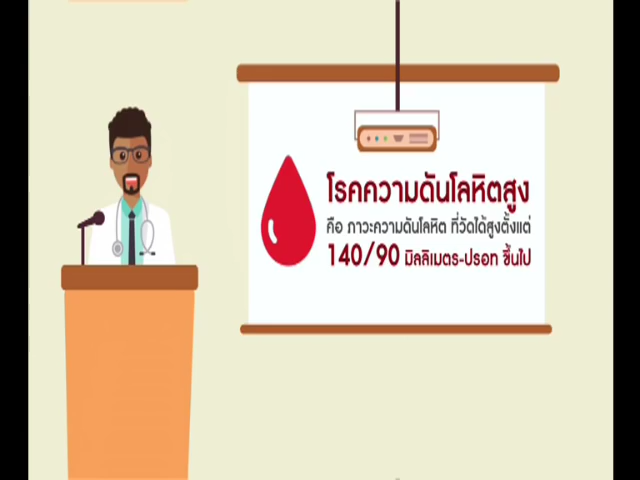 โรคความดันโลหิตสูง
คือ ภาวะความดันโลหิต ที่วัดได้สูงตั้งแต่
140/90 มิลลิเมตร-ปรอท ขึ้นไป